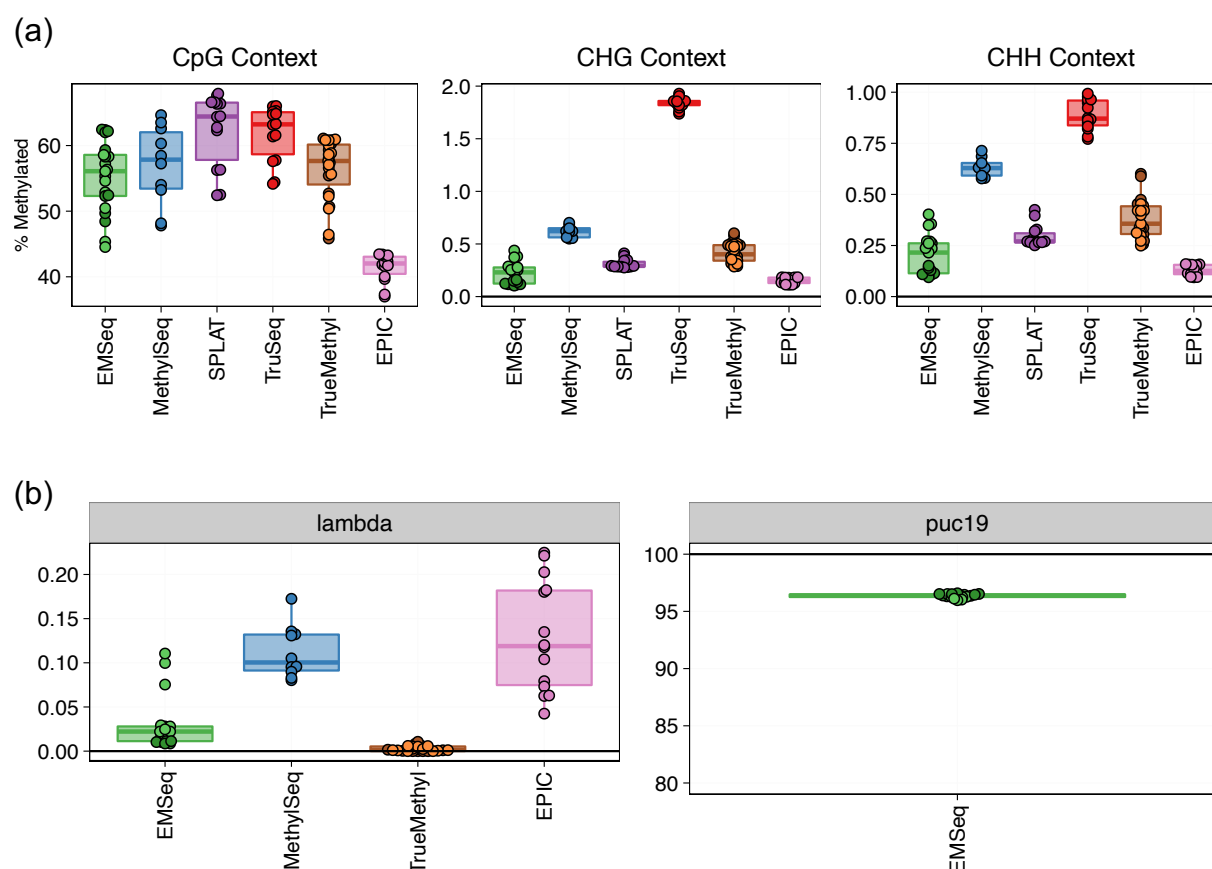 (a)
CpG Context
CHG Context
CHH Context
% Methylated
60
50
40
2.0
1.5
1.0
0.5
0.0
1.00
0.75
0.50
0.25
0.00
EMSeq
MethylSeq
SPLAT
TruSeq
TrueMethyl
EPIC
EMSeq
MethylSeq
SPLAT
TruSeq
TrueMethyl
EPIC
EMSeq
MethylSeq
SPLAT
TruSeq
TrueMethyl
EPIC
(b)
lambda
puc19
0.20
0.15
0.10
0.05
0.00
100
95
90
85
80
EMSeq
MethylSeq
TrueMethyl
EPIC
EMSeq